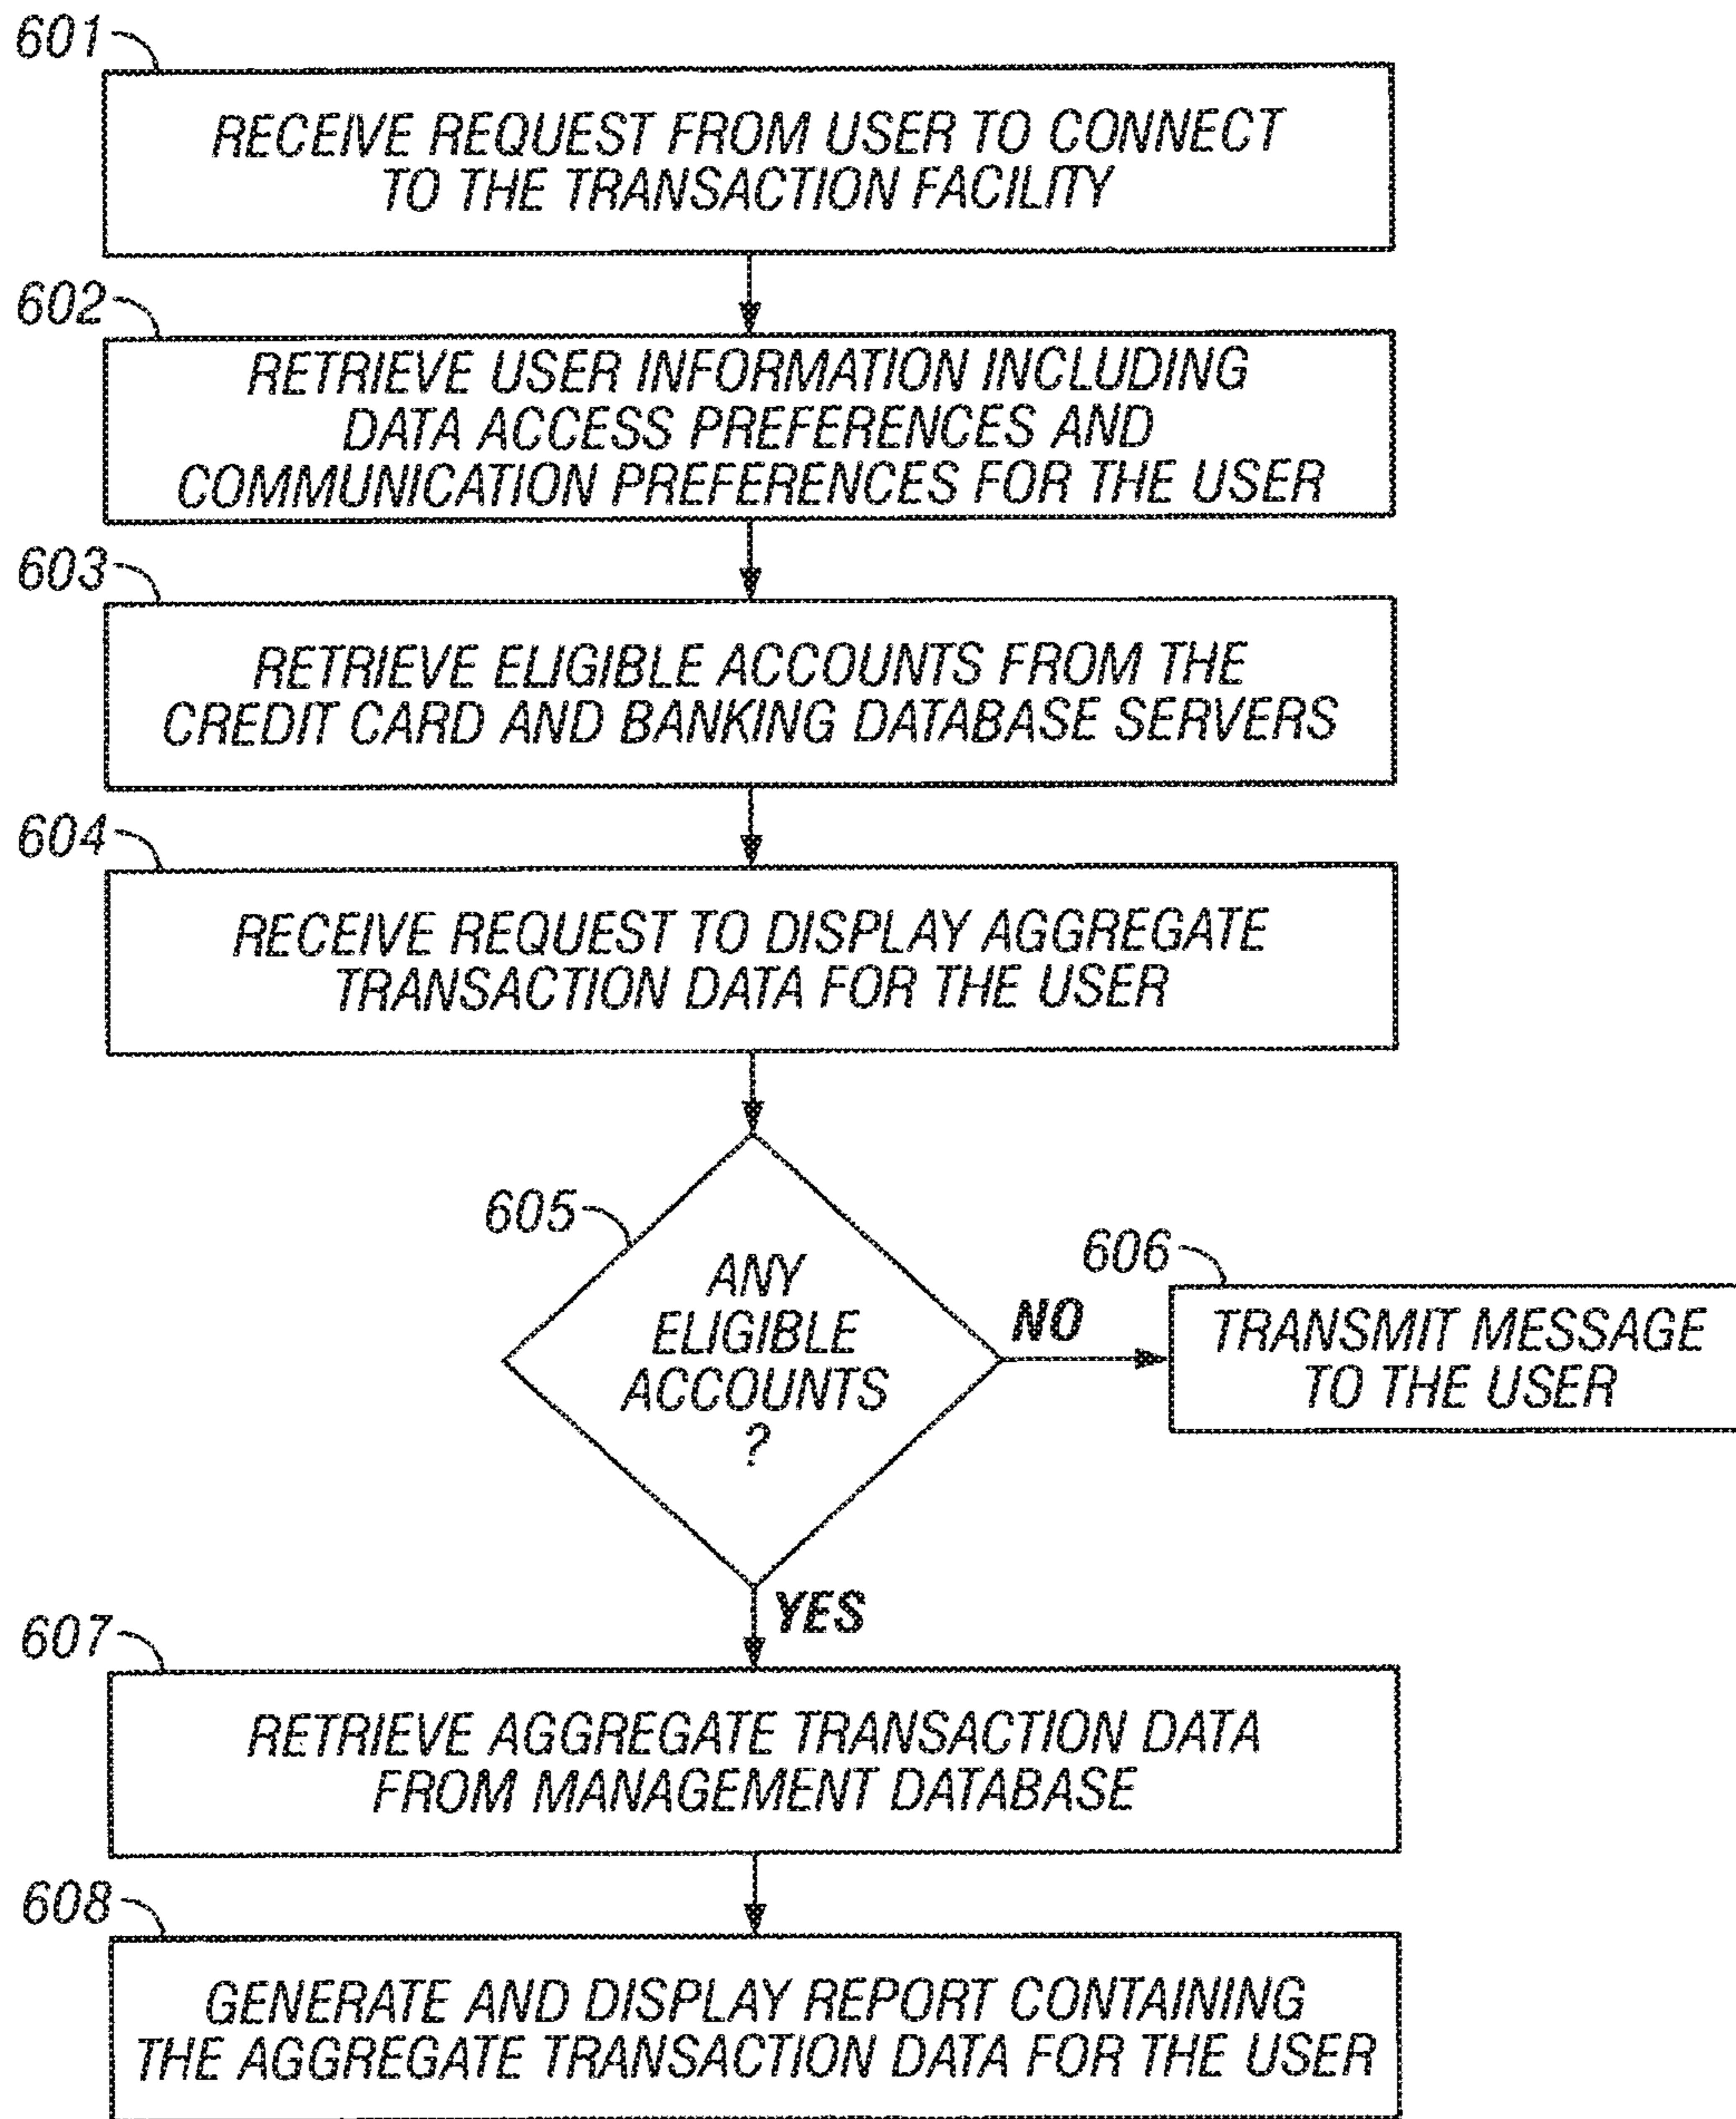 601
RECEIVE REQUEST FROM USER TO CONNECT
TO THE TRANSACTION FACILITY
602
RETRIEVE USER INFORMATION INCLUDING
DATA ACCESS PREFERENCES AND
COMMUNICATION PREFERENCES FOR THE USER
603
RETRIEVE ELIGIBLE ACCOUNTS FROM THE
CREDIT CARD AND BANKING DATABASE SERVERS
604
RECEIVE REQUEST TO DISPLAY AGGREGATE
TRANSACTION DATA FOR THE USER
605
ANY
ELIGIBLE
ACCOUNTS
?
NO
606
TRANSMIT MESSAGE
TO THE USER
YES
607
RETRIEVE AGGREGATE TRANSACTION DATA
FROM MANAGEMENT DATABASE
608
GENERATE AND DISPLAY REPORT CONTAINING
THE AGGREGATE TRANSACTION DATA FOR THE USER